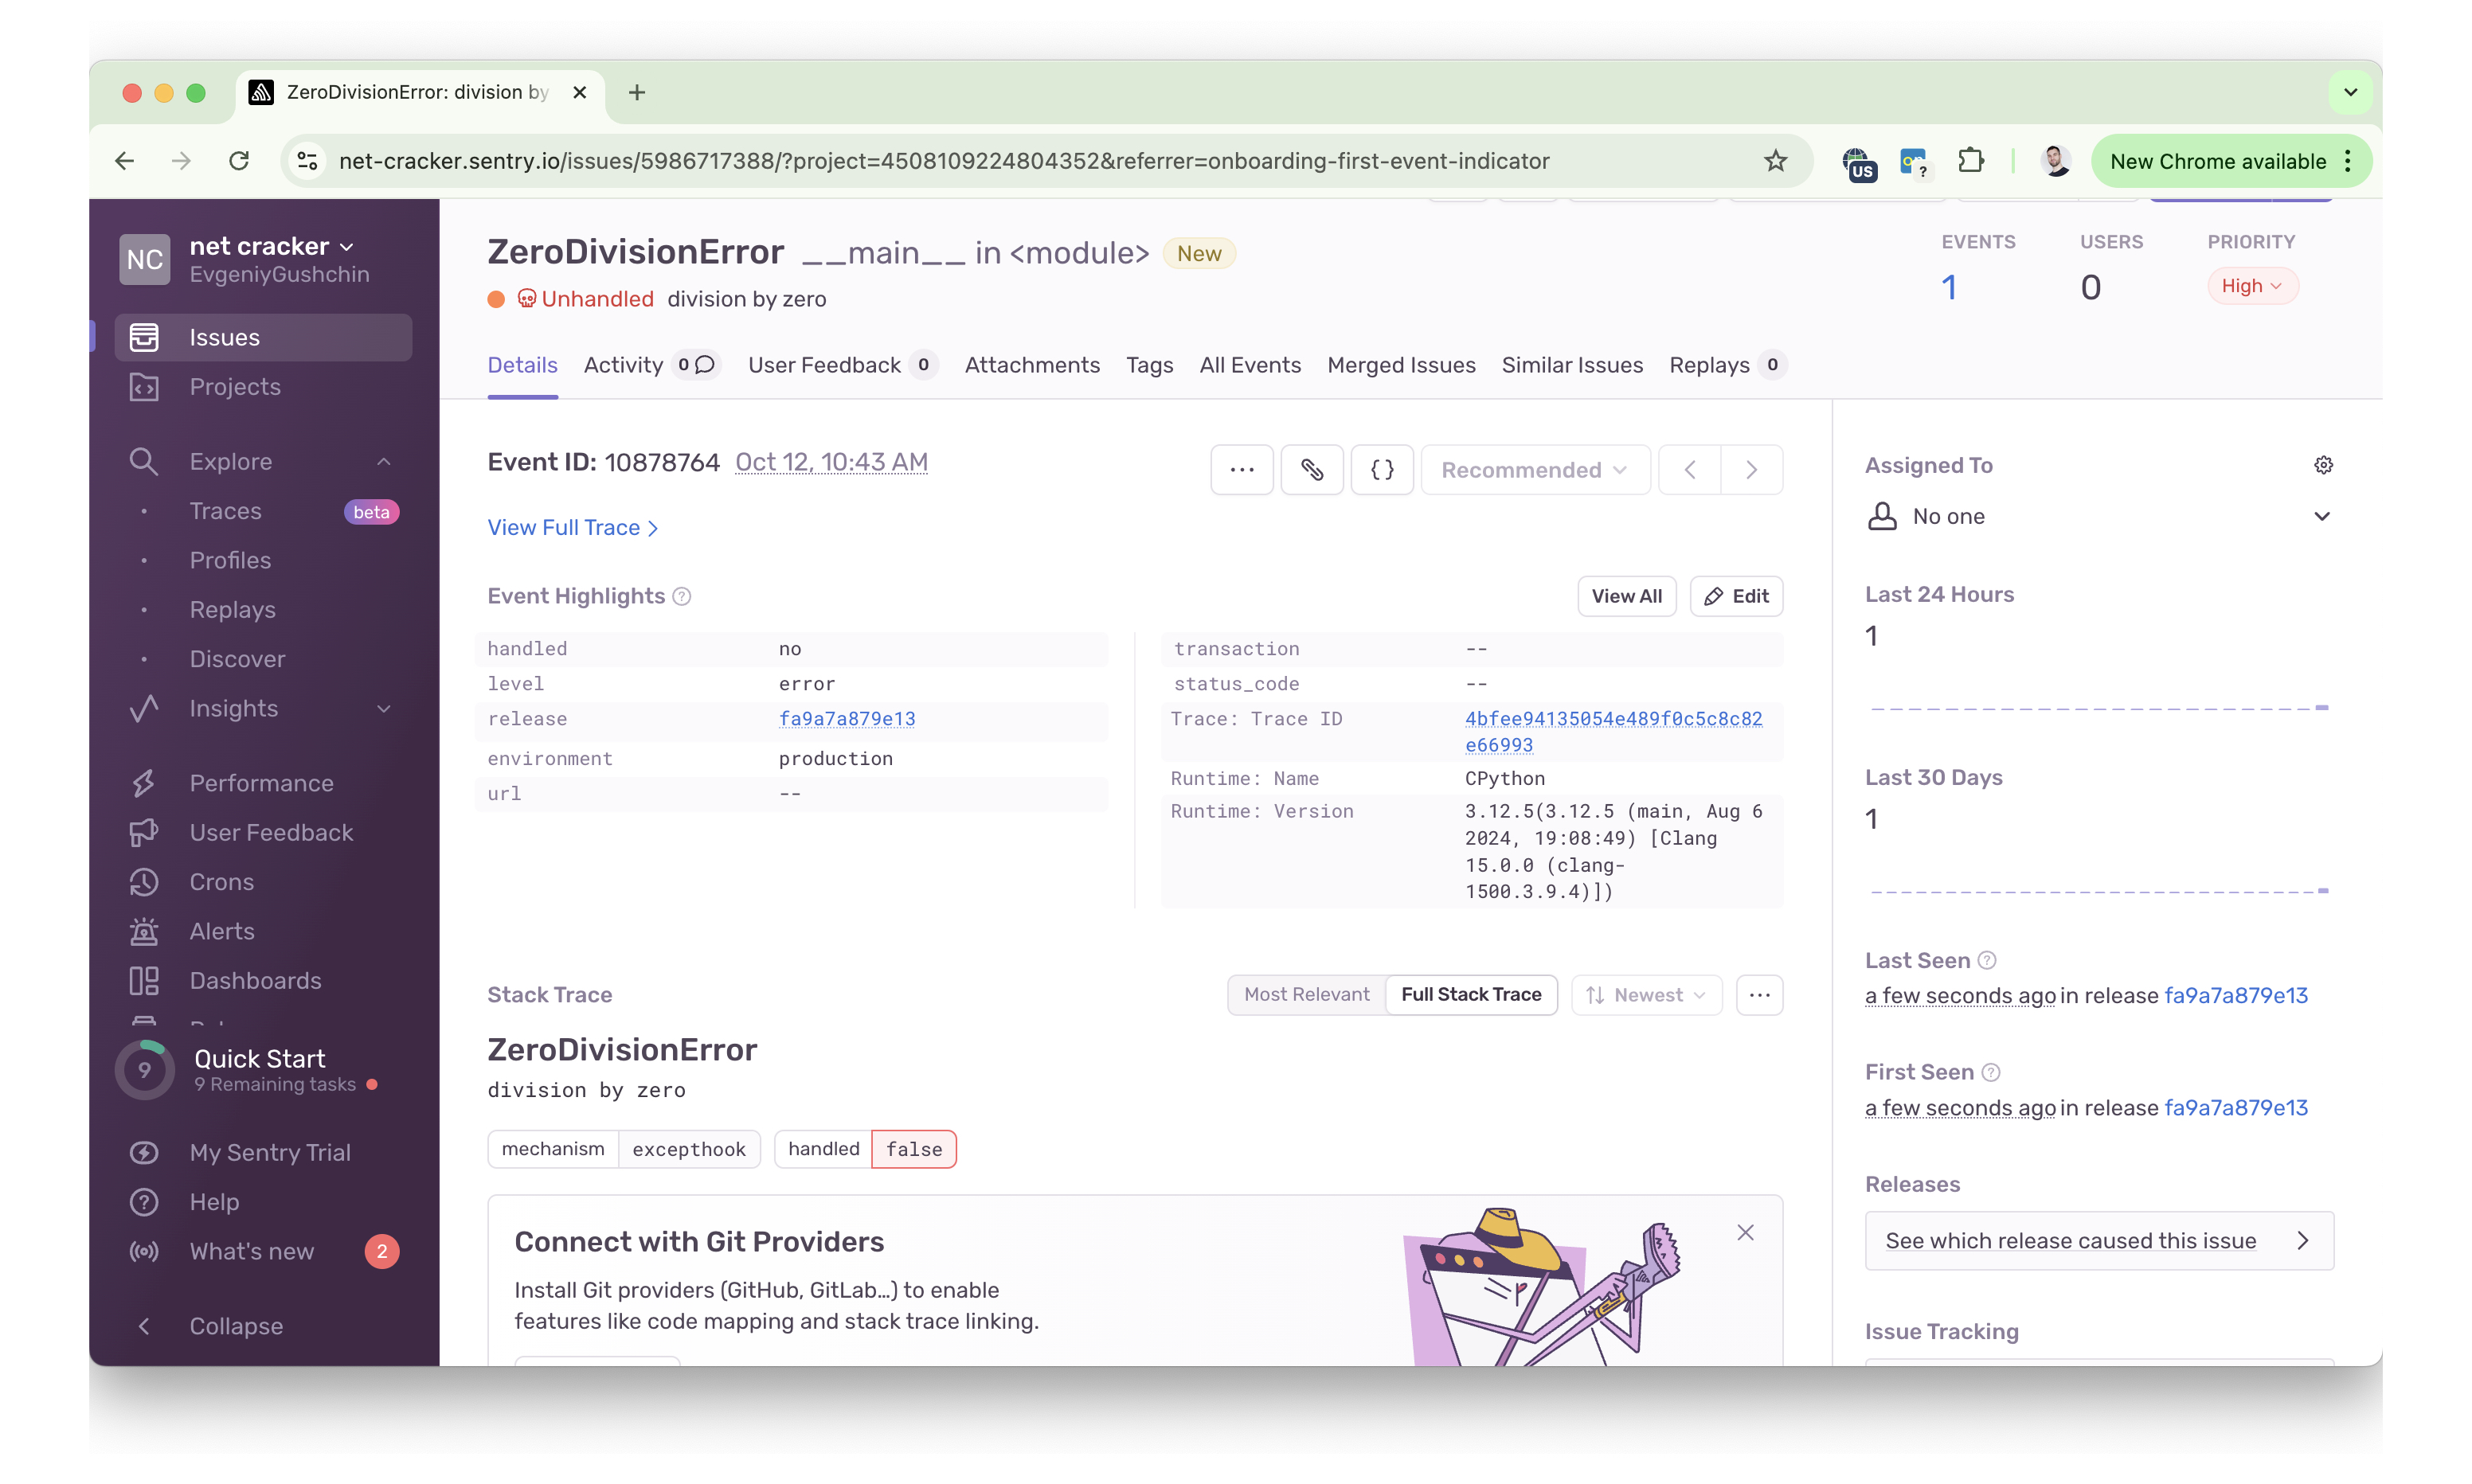 ZeroDivisionError: division by
net-cracker.sentry.io/issues/5986717388/?project=4508109224804352&referrer=onboarding-first-event-indicator
US
?
New Chrome available
NC
net cracker
EvgeniyGushchin
Issues
Projects
Explore
Traces beta
Profiles
Replays
Discover
Insights
Performance
User Feedback
Crons
Alerts
Dashboards
9
Quick Start
9 Remaining tasks
My Sentry Trial
Help
What's new 2
Collapse
ZeroDivisionError __main__ in <module> New
Unhandled division by zero
EVENTS USERS PRIORITY
1 0 High
Details Activity 0 User Feedback 0 Attachments Tags All Events Merged Issues Similar Issues Replays 0
Event ID: 10878764 Oct 12, 10:43 AM
... {} Recommended
View Full Trace
Event Highlights ? View All Edit
handled no
level error
release fa9a7a879e13
environment production
url --
transaction --
status_code --
Trace: Trace ID 4bfee94135054e489f0c5c8c82
e66993
Runtime: Name CPython
Runtime: Version 3.12.5(3.12.5 (main, Aug 6
2024, 19:08:49) [Clang
15.0.0 (clang-
1500.3.9.4)])
Stack Trace Most Relevant Full Stack Trace Newest ...
ZeroDivisionError
division by zero
mechanism excepthook handled false
Connect with Git Providers
Install Git providers (GitHub, GitLab…) to enable
features like code mapping and stack trace linking.
Assigned To
No one
Last 24 Hours
1
Last 30 Days
1
Last Seen ?
a few seconds ago in release fa9a7a879e13
First Seen ?
a few seconds ago in release fa9a7a879e13
Releases
See which release caused this issue
Issue Tracking